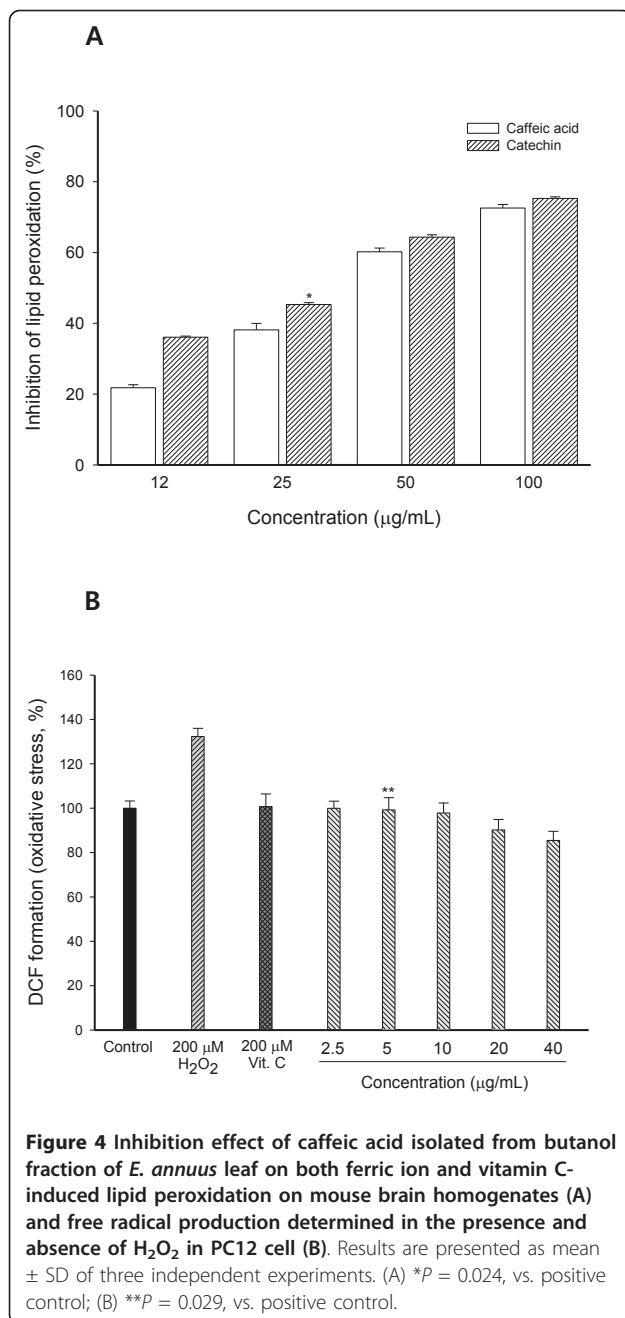 A
100
80
60
40
20
0
Inhibition of lipid peroxidation (%)
Caffeic acid
Catechin
*
12 25 50 100
Concentration (μg/mL)
B
160
140
120
100
80
60
40
20
0
DCF formation (oxidative stress, %)
**
Control 200 μM H₂O₂ 200 μM Vit. C 2.5 5 10 20 40
Concentration (μg/mL)
Figure 4 Inhibition effect of caffeic acid isolated from butanol
fraction of E. annuus leaf on both ferric ion and vitamin C-
induced lipid peroxidation on mouse brain homogenates (A)
and free radical production determined in the presence and
absence of H₂O₂ in PC12 cell (B). Results are presented as mean
± SD of three independent experiments. (A) *P = 0.024, vs. positive
control; (B) **P = 0.029, vs. positive control.